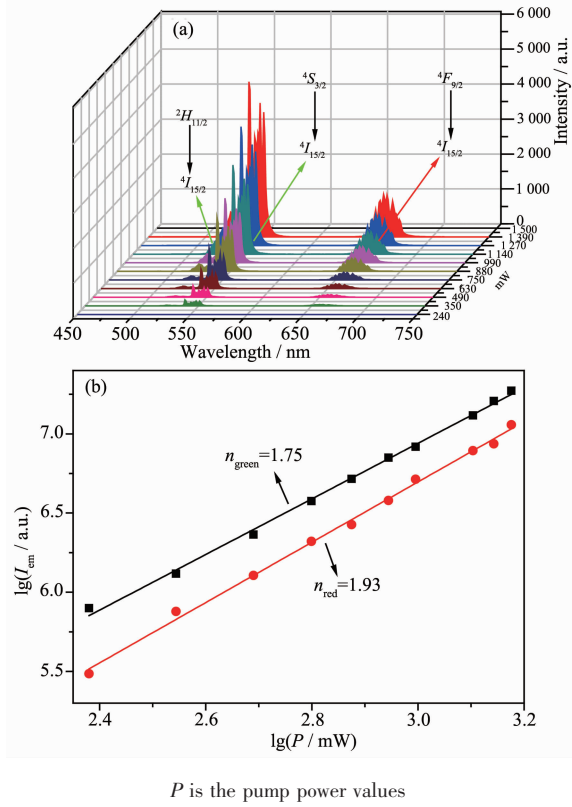 (a)
6 000
5 000
4 000
3 000
2 000
1 000
0
Intensity / a.u.
²H₁₁/₂
⁴I₁₅/₂
⁴S₃/₂
⁴I₁₅/₂
⁴F₉/₂
⁴I₁₅/₂
1 500
1 390
1 270
1 140
990
880
750
630
490
350
240
mW
450 500 550 600 650 700 750
Wavelength / nm
(b)
7.0
6.5
6.0
5.5
lg(Iₑₘ / a.u.)
n_green=1.75
n_red=1.93
2.4 2.6 2.8 3.0 3.2
lg(P / mW)
P is the pump power values